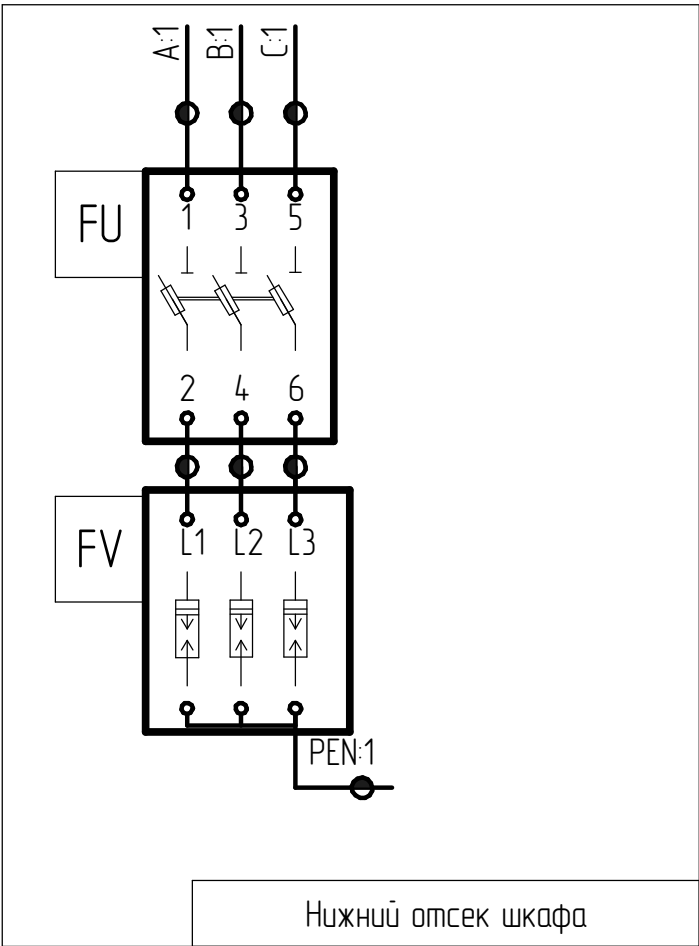 A:1 B:1 C:1
FU
1 3 5
2 4 6
FV
L1 L2 L3
PEN:1
Нижний отсек шкафа